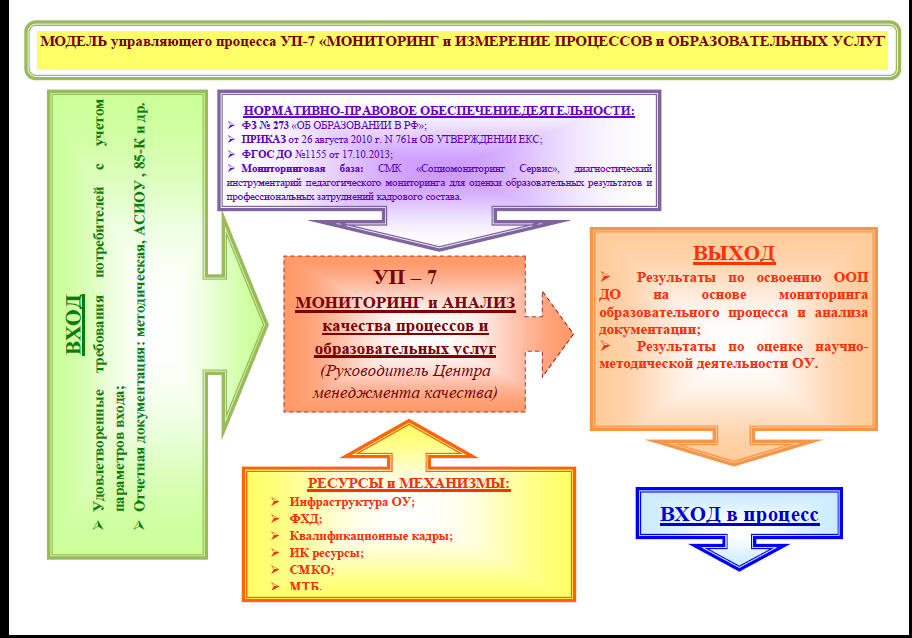 МОДЕЛЬ управляющего процесса УП-7 «МОНИТОРИНГ и ИЗМЕРЕНИЕ ПРОЦЕССОВ и ОБРАЗОВАТЕЛЬНЫХ УСЛУГ
ВХОД
➢ Удовлетворенные требования потребителей с учетом
параметров входа;
➢ Отчетная документация: методическая, АСИОУ , 85-К и др.
НОРМАТИВНО-ПРАВОВОЕ ОБЕСПЕЧЕНИЕДЕЯТЕЛЬНОСТИ:
➢ ФЗ № 273 «ОБ ОБРАЗОВАНИИ В РФ»;
➢ ПРИКАЗ от 26 августа 2010 г. N 761н ОБ УТВЕРЖДЕНИИ ЕКС;
➢ ФГОС ДО №1155 от 17.10.2013;
➢ Мониторинговая база: СМК «Социомониторинг Сервис», диагностический
инструментарий педагогического мониторинга для оценки образовательных результатов и
профессиональных затруднений кадрового состава.
УП – 7
МОНИТОРИНГ и АНАЛИЗ
качества процессов и
образовательных услуг
(Руководитель Центра
менеджмента качества)
ВЫХОД
➢ Результаты по освоению ООП
ДО на основе мониторинга
образовательного процесса и анализа
документации;
➢ Результаты по оценке научно-
методической деятельности ОУ.
РЕСУРСЫ и МЕХАНИЗМЫ:
➢ Инфраструктура ОУ;
➢ ФХД;
➢ Квалификационные кадры;
➢ ИК ресурсы;
➢ СМКО;
➢ МТБ.
ВХОД в процесс